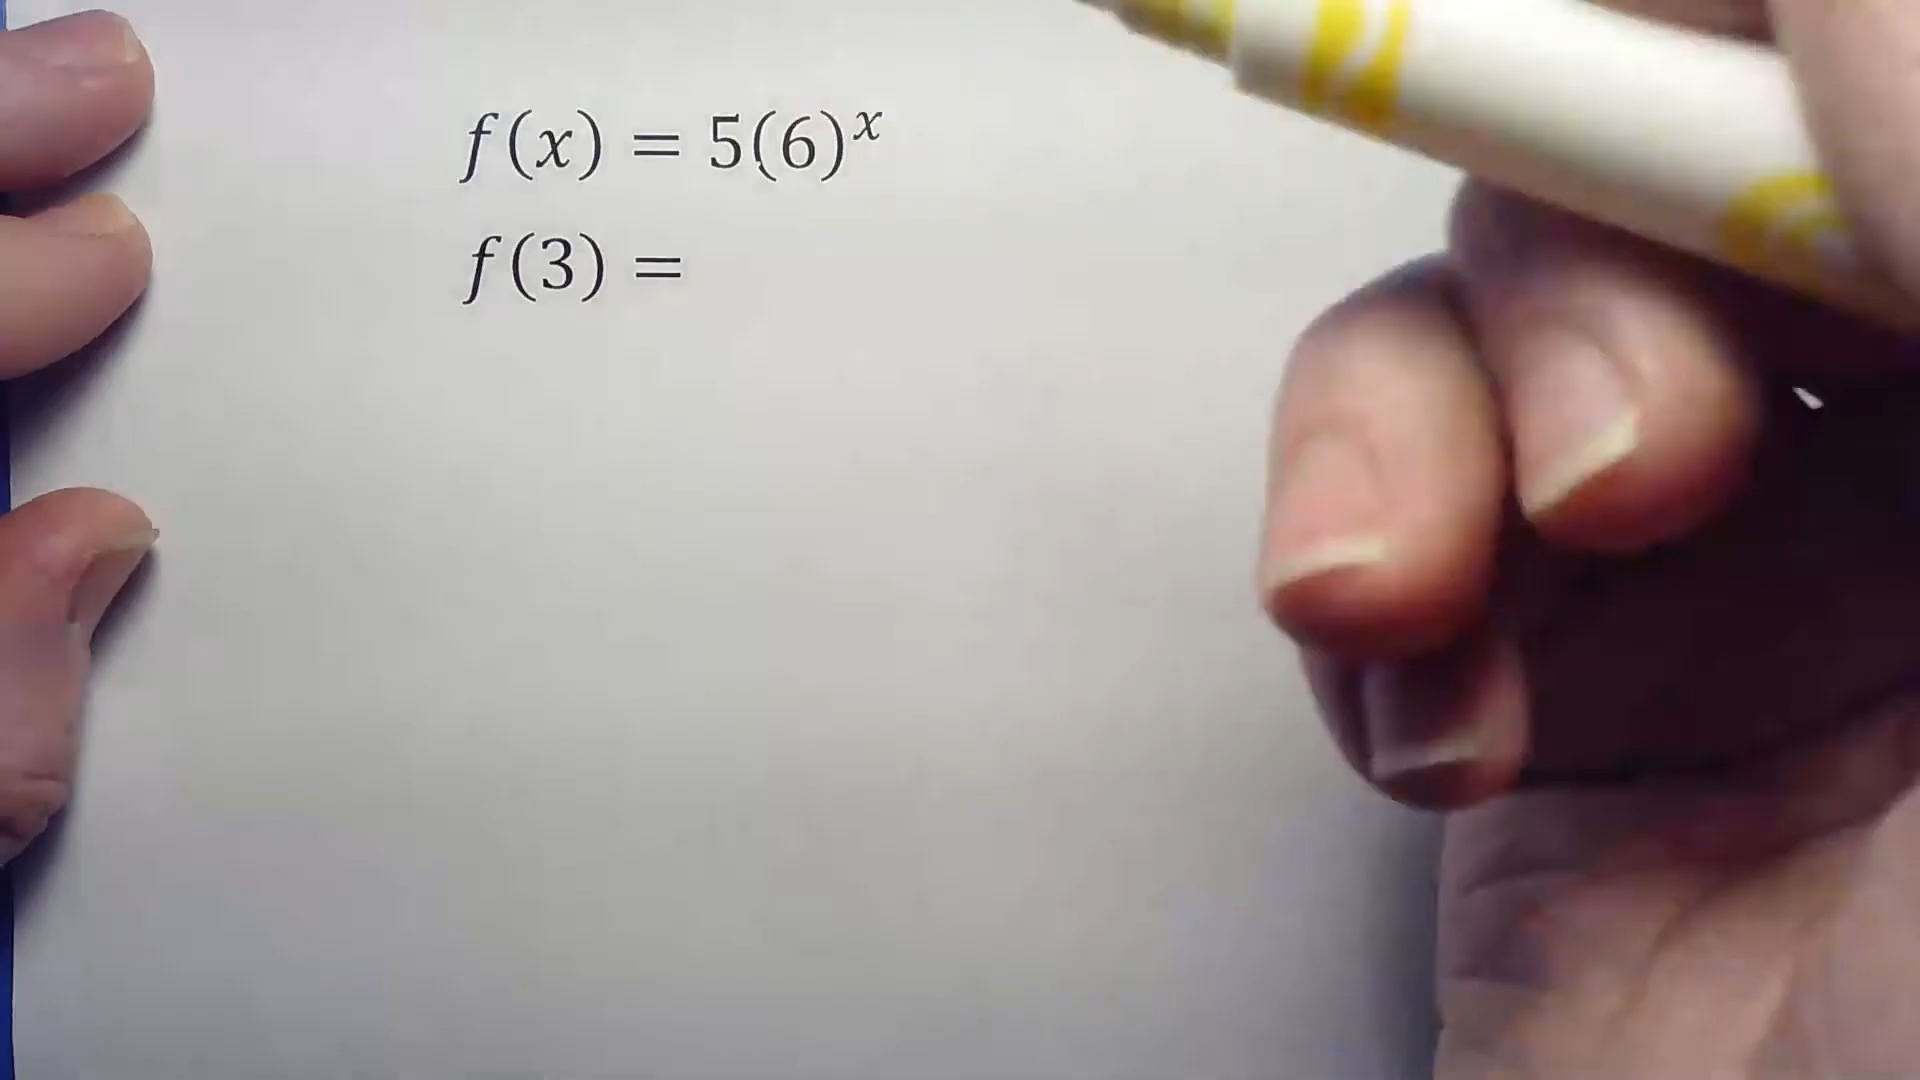 f(x) = 5(6)^x
f(3) =